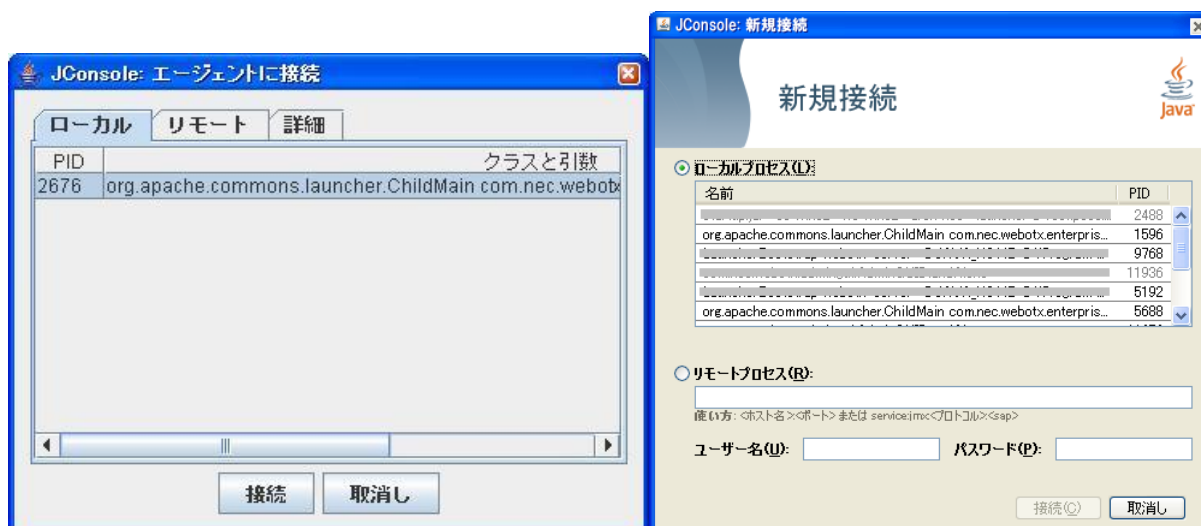 JConsole: エージェントに接続
ローカル リモート 詳細
PID クラスと引数
2676 org.apache.commons.launcher.ChildMain com.nec.webotx
接続 取消し
JConsole: 新規接続
新規接続
Java
ローカルプロセス(L):
名前 PID
2488
org.apache.commons.launcher.ChildMain com.nec.webotx.enterpris... 1596
9768
11936
5192
org.apache.commons.launcher.ChildMain com.nec.webotx.enterpris... 5688
リモートプロセス(R):
使い方: <ホスト名>:<ポート> または service:jmx:<プロトコル>:<sap>
ユーザー名(U): パスワード(P):
接続(C) 取消し